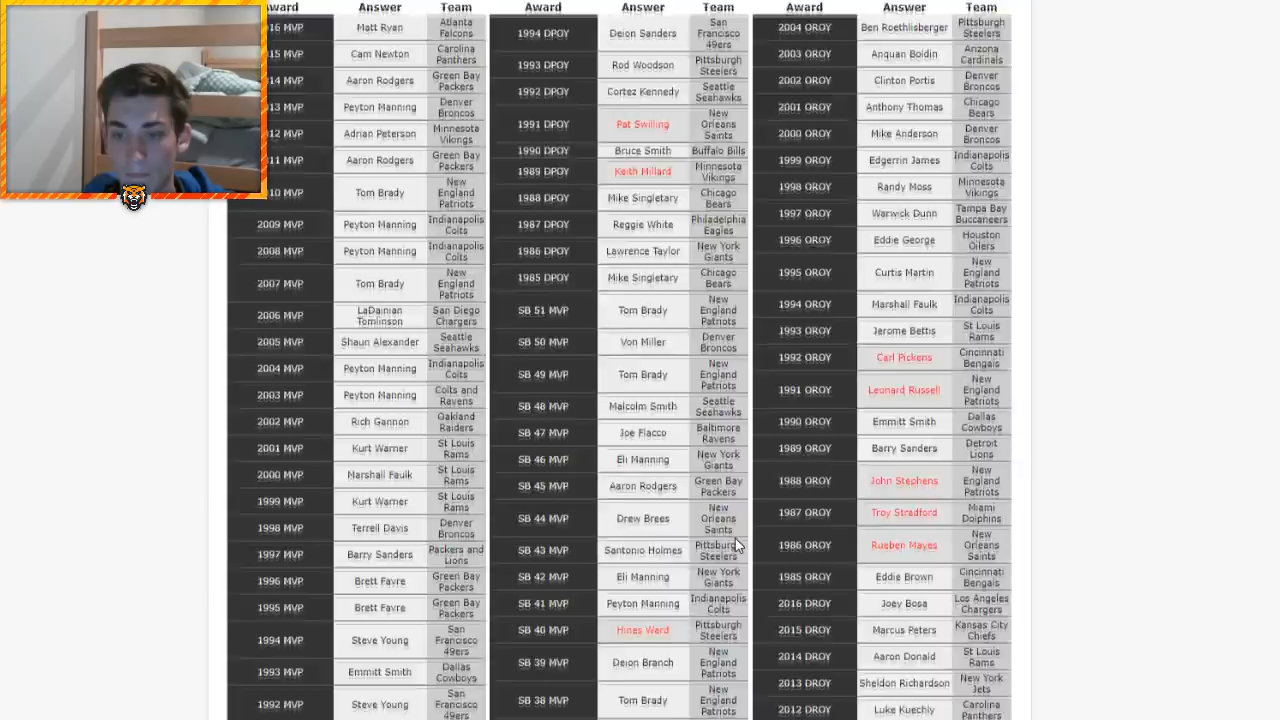 Award Answer Team
16 MVP Matt Ryan Atlanta Falcons
15 MVP Cam Newton Carolina Panthers
14 MVP Aaron Rodgers Green Bay Packers
13 MVP Peyton Manning Denver Broncos
12 MVP Adrian Peterson Minnesota Vikings
11 MVP Aaron Rodgers Green Bay Packers
10 MVP Tom Brady New England Patriots
2009 MVP Peyton Manning Indianapolis Colts
2008 MVP Peyton Manning Indianapolis Colts
2007 MVP Tom Brady New England Patriots
2006 MVP LaDainian Tomlinson San Diego Chargers
2005 MVP Shaun Alexander Seattle Seahawks
2004 MVP Peyton Manning Indianapolis Colts
2003 MVP Peyton Manning Colts and Ravens
2002 MVP Rich Gannon Oakland Raiders
2001 MVP Kurt Warner St Louis Rams
2000 MVP Marshall Faulk St Louis Rams
1999 MVP Kurt Warner St Louis Rams
1998 MVP Terrell Davis Denver Broncos
1997 MVP Barry Sanders Packers and Lions
1996 MVP Brett Favre Green Bay Packers
1995 MVP Brett Favre Green Bay Packers
1994 MVP Steve Young San Francisco 49ers
1993 MVP Emmitt Smith Dallas Cowboys
1992 MVP Steve Young San Francisco 49ers
Award Answer Team
1994 DPOY Deion Sanders San Francisco 49ers
1993 DPOY Rod Woodson Pittsburgh Steelers
1992 DPOY Cortez Kennedy Seattle Seahawks
1991 DPOY Pat Swilling New Orleans Saints
1990 DPOY Bruce Smith Buffalo Bills
1989 DPOY Keith Millard Minnesota Vikings
1988 DPOY Mike Singletary Chicago Bears
1987 DPOY Reggie White Philadelphia Eagles
1986 DPOY Lawrence Taylor New York Giants
1985 DPOY Mike Singletary Chicago Bears
SB 51 MVP Tom Brady New England Patriots
SB 50 MVP Von Miller Denver Broncos
SB 49 MVP Tom Brady New England Patriots
SB 48 MVP Malcolm Smith Seattle Seahawks
SB 47 MVP Joe Flacco Baltimore Ravens
SB 46 MVP Eli Manning New York Giants
SB 45 MVP Aaron Rodgers Green Bay Packers
SB 44 MVP Drew Brees New Orleans Saints
SB 43 MVP Santonio Holmes Pittsburgh Steelers
SB 42 MVP Eli Manning New York Giants
SB 41 MVP Peyton Manning Indianapolis Colts
SB 40 MVP Hines Ward Pittsburgh Steelers
SB 39 MVP Deion Branch New England Patriots
SB 38 MVP Tom Brady New England Patriots
Award Answer Team
2004 OROY Ben Roethlisberger Pittsburgh Steelers
2003 OROY Anquan Boldin Arizona Cardinals
2002 OROY Clinton Portis Denver Broncos
2001 OROY Anthony Thomas Chicago Bears
2000 OROY Mike Anderson Denver Broncos
1999 OROY Edgerrin James Indianapolis Colts
1998 OROY Randy Moss Minnesota Vikings
1997 OROY Warwick Dunn Tampa Bay Buccaneers
1996 OROY Eddie George Houston Oilers
1995 OROY Curtis Martin New England Patriots
1994 OROY Marshall Faulk Indianapolis Colts
1993 OROY Jerome Bettis St Louis Rams
1992 OROY Carl Pickens Cincinnati Bengals
1991 OROY Leonard Russell New England Patriots
1990 OROY Emmitt Smith Dallas Cowboys
1989 OROY Barry Sanders Detroit Lions
1988 OROY John Stephens New England Patriots
1987 OROY Troy Stradford Miami Dolphins
1986 OROY Rueben Mayes New Orleans Saints
1985 OROY Eddie Brown Cincinnati Bengals
2016 DROY Joey Bosa Los Angeles Chargers
2015 DROY Marcus Peters Kansas City Chiefs
2014 DROY Aaron Donald St Louis Rams
2013 DROY Sheldon Richardson New York Jets
2012 DROY Luke Kuechly Carolina Panthers